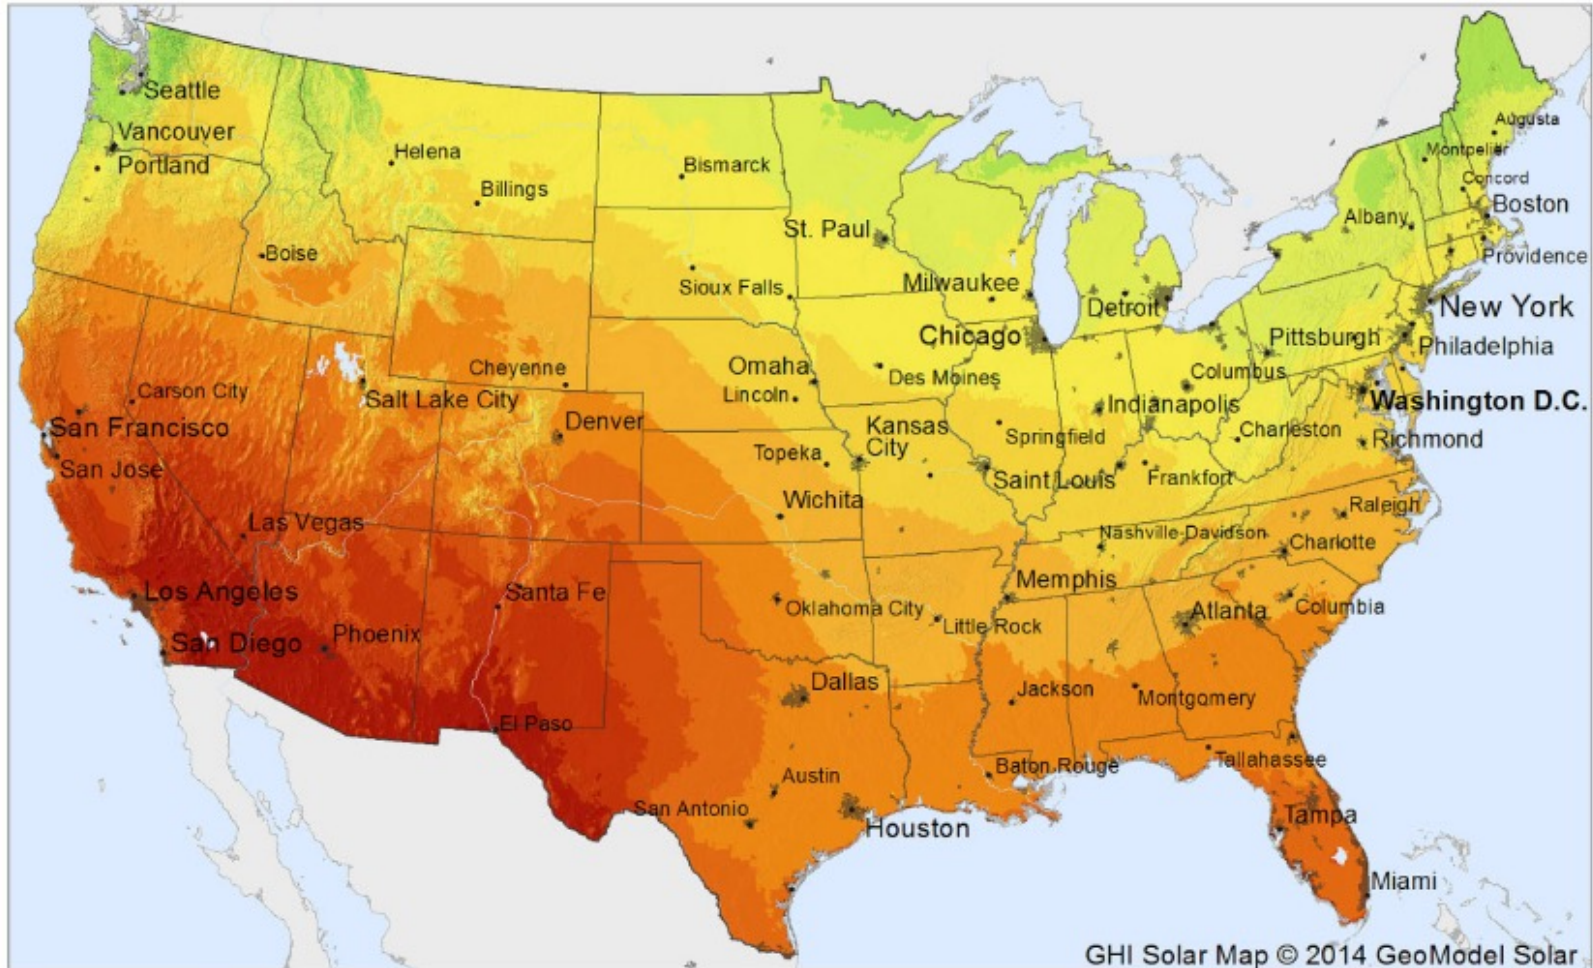 Seattle
Vancouver
Portland
Helena
Billings
Bismarck
Augusta
Montpelier
Concord
Boston
Albany
Providence
St. Paul
Boise
Sioux Falls
Milwaukee
Detroit
New York
Chicago
Pittsburgh
Philadelphia
Cheyenne
Omaha
Des Moines
Columbus
Carson City
Salt Lake City
Lincoln
Indianapolis
Washington D.C.
San Francisco
Denver
Kansas
City
Springfield
Charleston
Richmond
San Jose
Topeka
Saint Louis
Frankfort
Wichita
Raleigh
Las Vegas
Nashville-Davidson
Charlotte
Los Angeles
Santa Fe
Memphis
Oklahoma City
Little Rock
Atlanta
Columbia
San Diego
Phoenix
Dallas
Jackson
Montgomery
El Paso
Baton Rouge
Tallahassee
Austin
San Antonio
Houston
Tampa
Miami
GHI Solar Map © 2014 GeoModel Solar